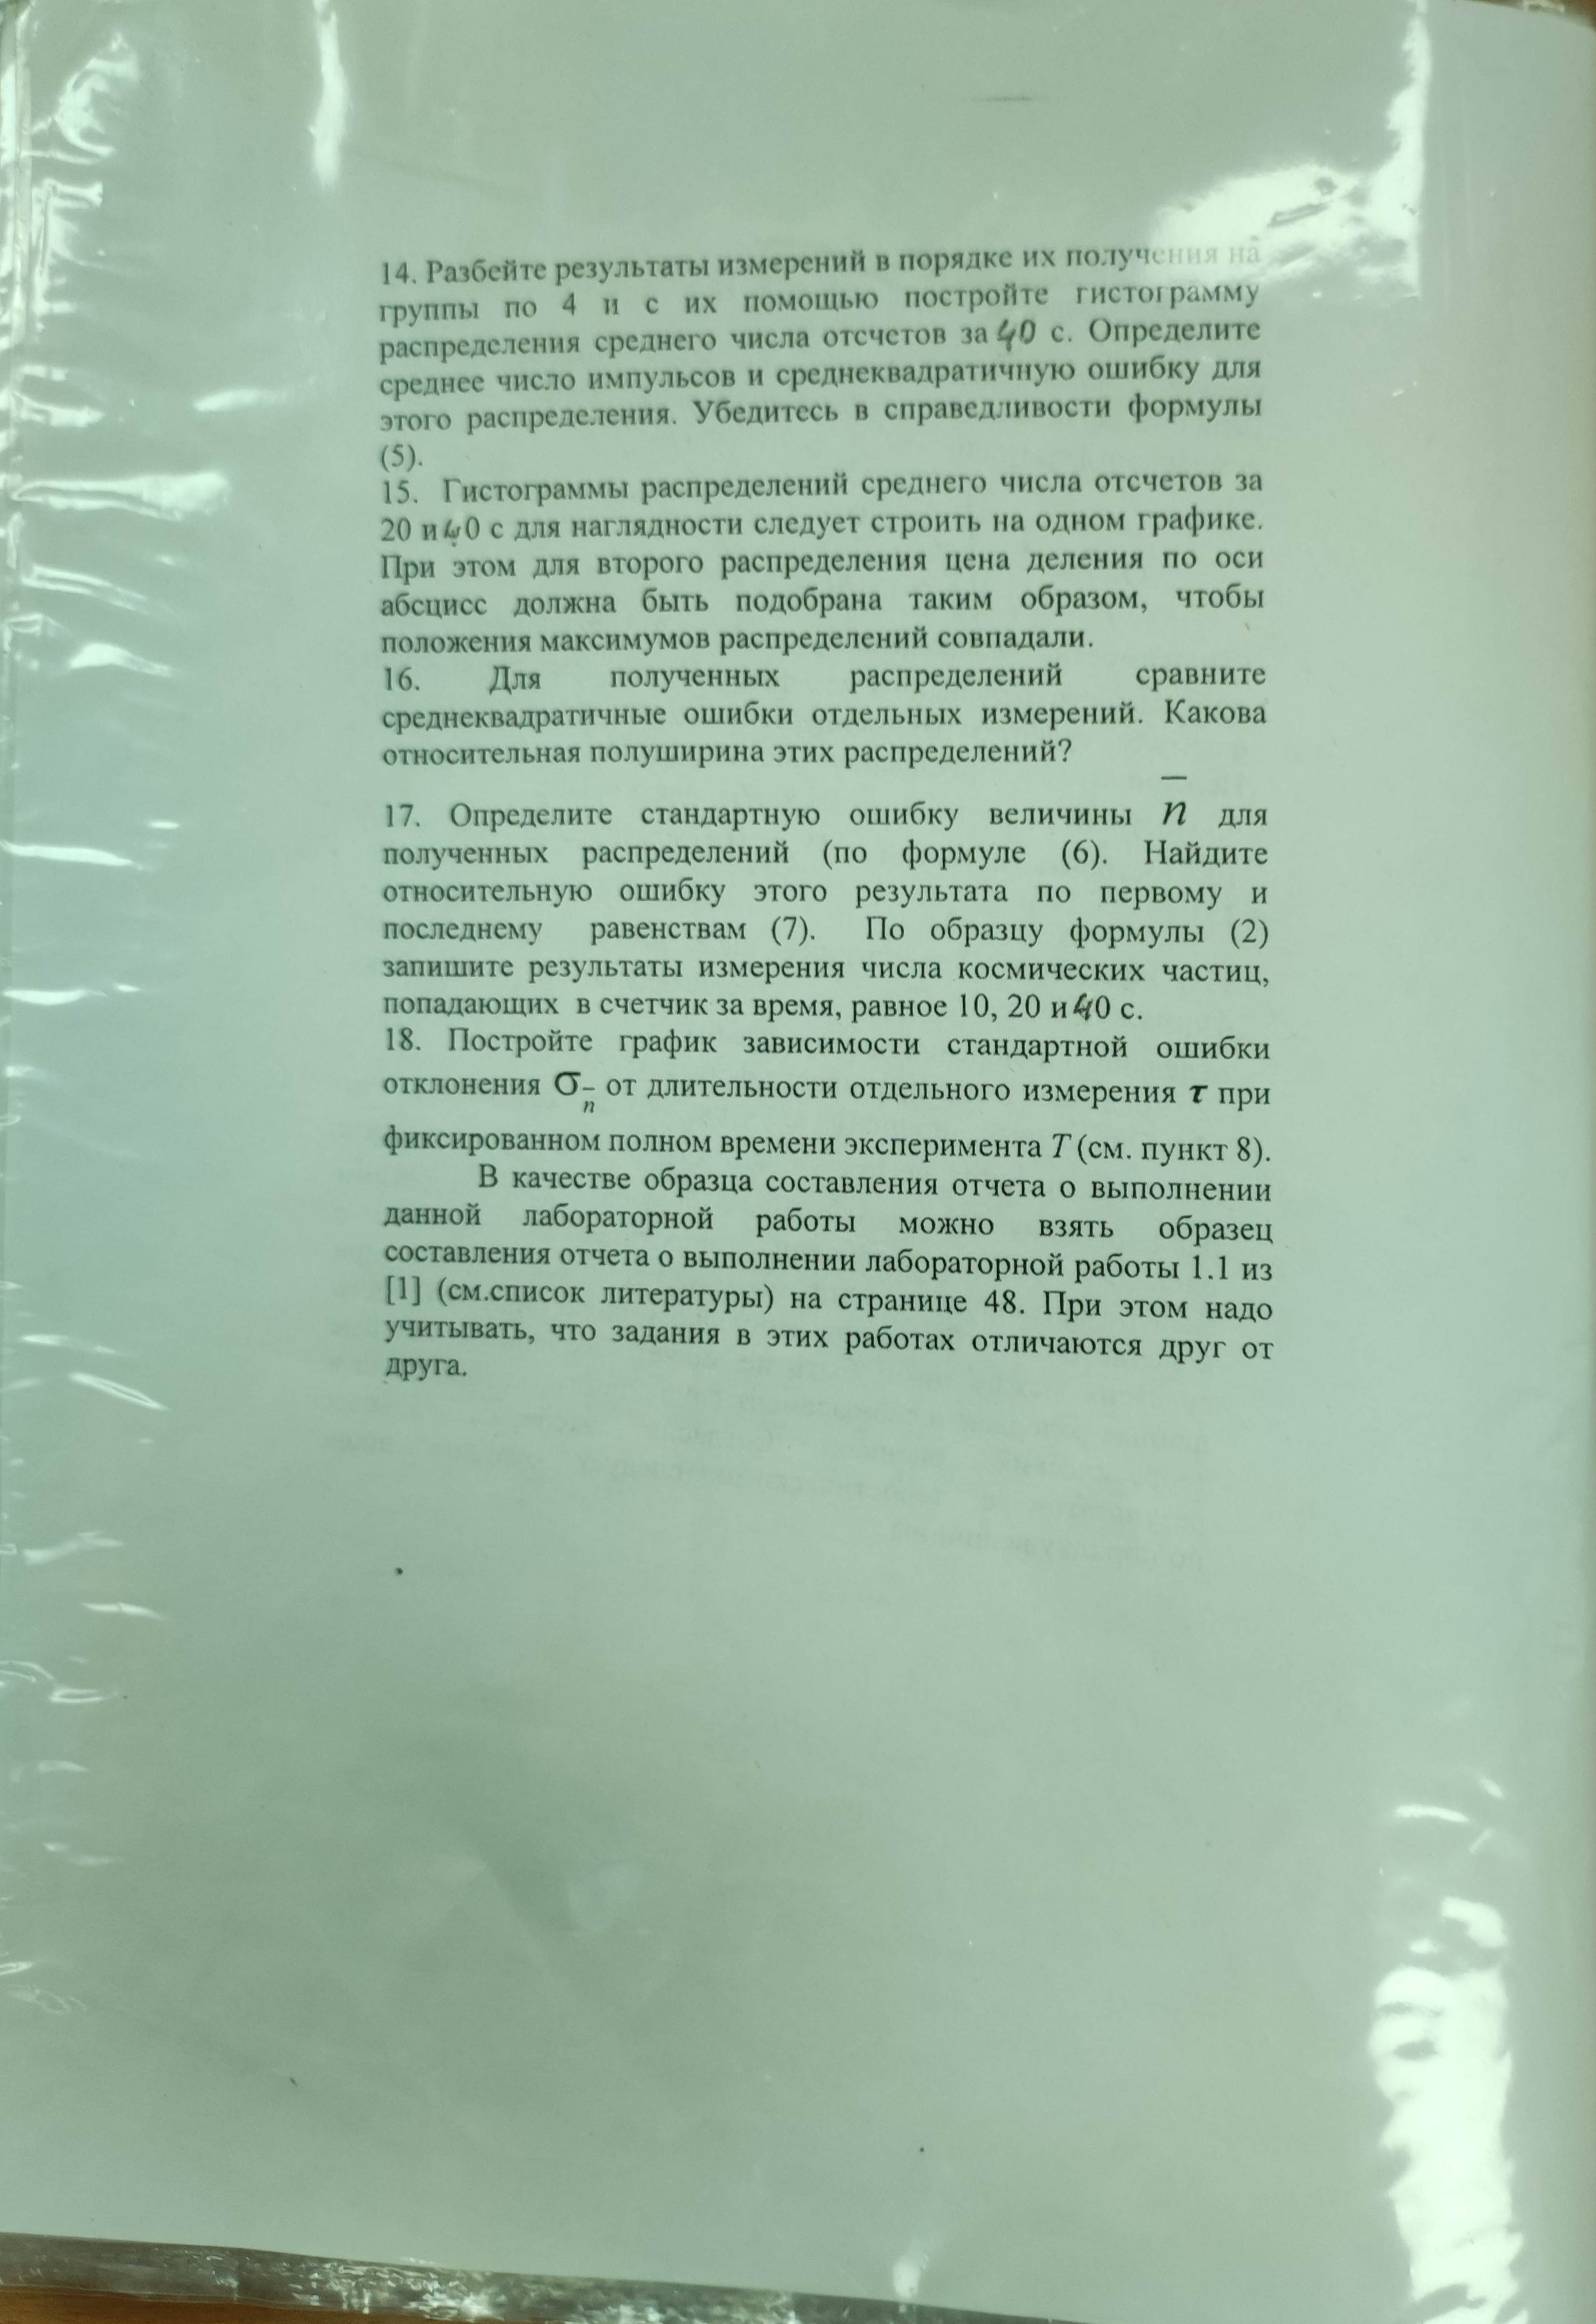 14. Разбейте результаты измерений в порядке их получения на
группы по 4 и с их помощью постройте гистограмму
распределения среднего числа отсчетов за 40 с. Определите
среднее число импульсов и среднеквадратичную ошибку для
этого распределения. Убедитесь в справедливости формулы
(5).
15. Гистограммы распределений среднего числа отсчетов за
20 и 40 с для наглядности следует строить на одном графике.
При этом для второго распределения цена деления по оси
абсцисс должна быть подобрана таким образом, чтобы
положения максимумов распределений совпадали.
16. Для полученных распределений сравните
среднеквадратичные ошибки отдельных измерений. Какова
относительная полуширина этих распределений?
17. Определите стандартную ошибку величины n̅ для
полученных распределений (по формуле (6). Найдите
относительную ошибку этого результата по первому и
последнему равенствам (7). По образцу формулы (2)
запишите результаты измерения числа космических частиц,
попадающих в счетчик за время, равное 10, 20 и 40 с.
18. Постройте график зависимости стандартной ошибки
отклонения σn̅ от длительности отдельного измерения τ при
фиксированном полном времени эксперимента T (см. пункт 8).
В качестве образца составления отчета о выполнении
данной лабораторной работы можно взять образец
составления отчета о выполнении лабораторной работы 1.1 из
[1] (см.список литературы) на странице 48. При этом надо
учитывать, что задания в этих работах отличаются друг от
друга.